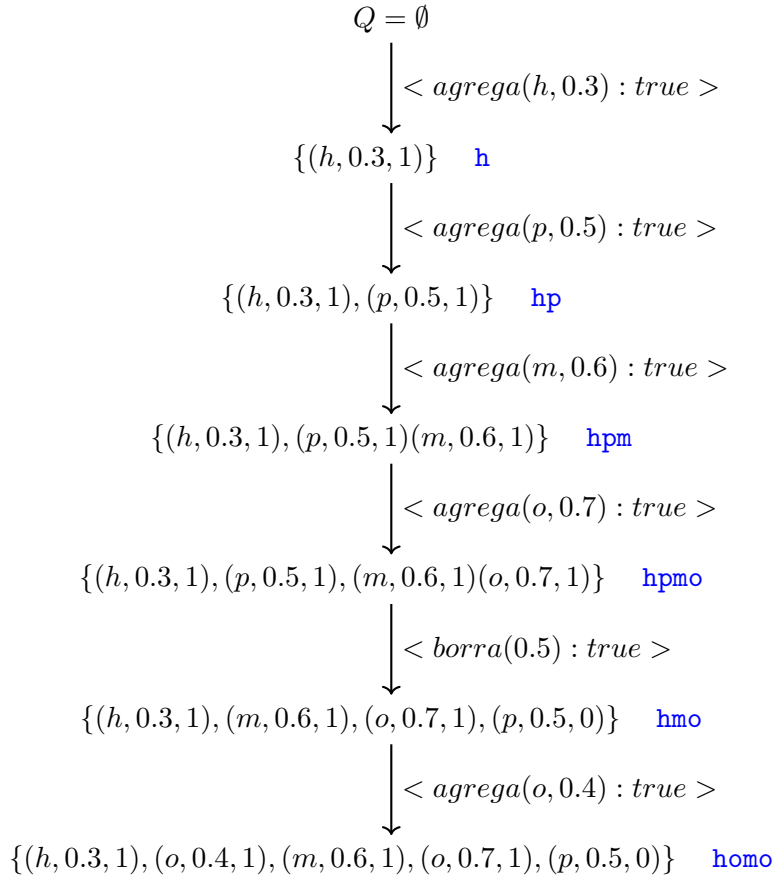 Q = ∅
< agrega(h, 0.3) : true >
{(h, 0.3, 1)} h
< agrega(p, 0.5) : true >
{(h, 0.3, 1), (p, 0.5, 1)} hp
< agrega(m, 0.6) : true >
{(h, 0.3, 1), (p, 0.5, 1)(m, 0.6, 1)} hpm
< agrega(o, 0.7) : true >
{(h, 0.3, 1), (p, 0.5, 1), (m, 0.6, 1)(o, 0.7, 1)} hpmo
< borra(0.5) : true >
{(h, 0.3, 1), (m, 0.6, 1), (o, 0.7, 1), (p, 0.5, 0)} hmo
< agrega(o, 0.4) : true >
{(h, 0.3, 1), (o, 0.4, 1), (m, 0.6, 1), (o, 0.7, 1), (p, 0.5, 0)} homo